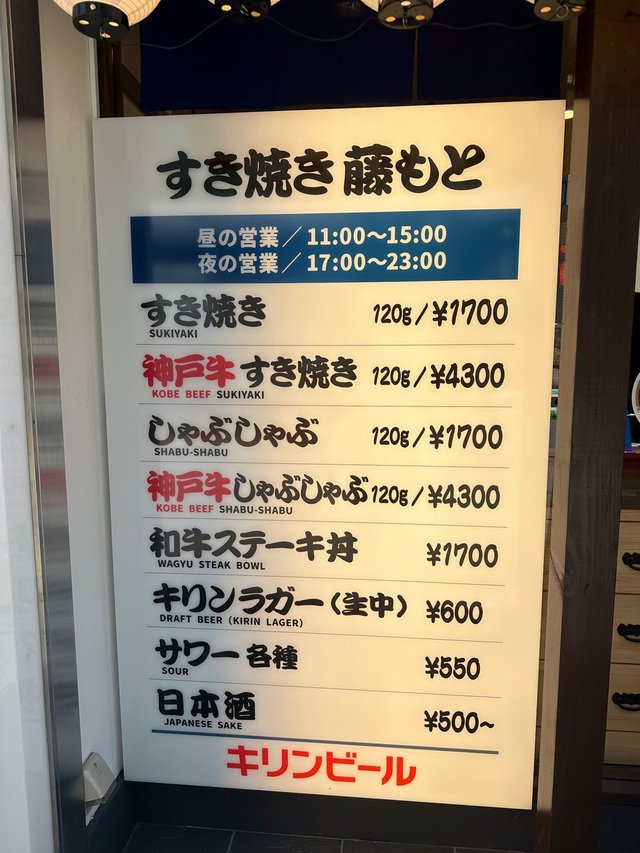 すき焼き 藤もと
昼の営業／11:00〜15:00
夜の営業／17:00〜23:00
すき焼き 120g/¥1700
SUKIYAKI
神戸牛すき焼き 120g/¥4300
KOBE BEEF SUKIYAKI
しゃぶしゃぶ 120g/¥1700
SHABU-SHABU
神戸牛しゃぶしゃぶ 120g/¥4300
KOBE BEEF SHABU-SHABU
和牛ステーキ丼 ¥1700
WAGYU STEAK BOWL
キリンラガー(生中) ¥600
DRAFT BEER (KIRIN LAGER)
サワー 各種 ¥550
SOUR
日本酒 ¥500~
JAPANESE SAKE
キリンビール